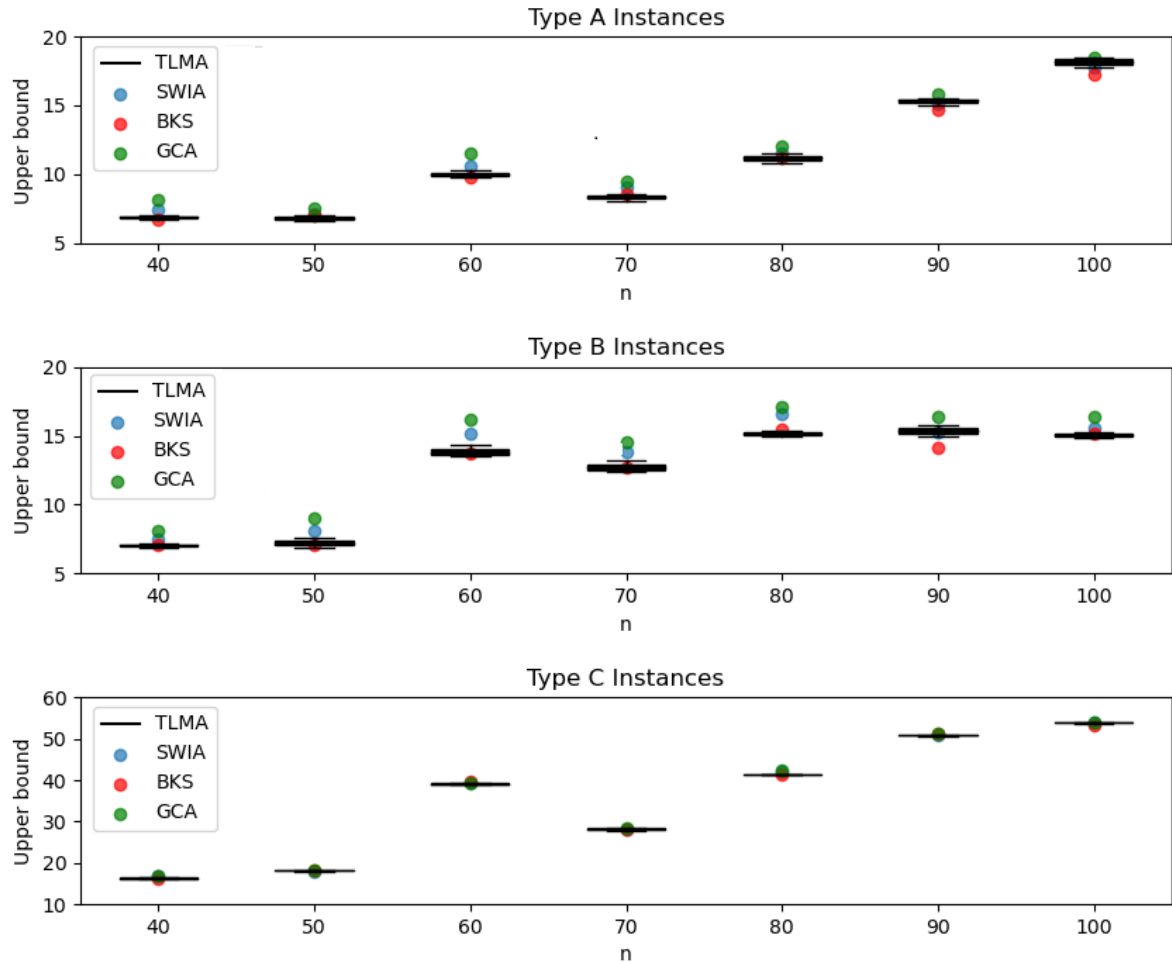 Type A Instances
20
15
10
5
Upper bound
TLMA
SWIA
BKS
GCA
40 50 60 70 80 90 100
n
Type B Instances
20
15
10
5
Upper bound
TLMA
SWIA
BKS
GCA
40 50 60 70 80 90 100
n
Type C Instances
60
50
40
30
20
10
Upper bound
TLMA
SWIA
BKS
GCA
40 50 60 70 80 90 100
n